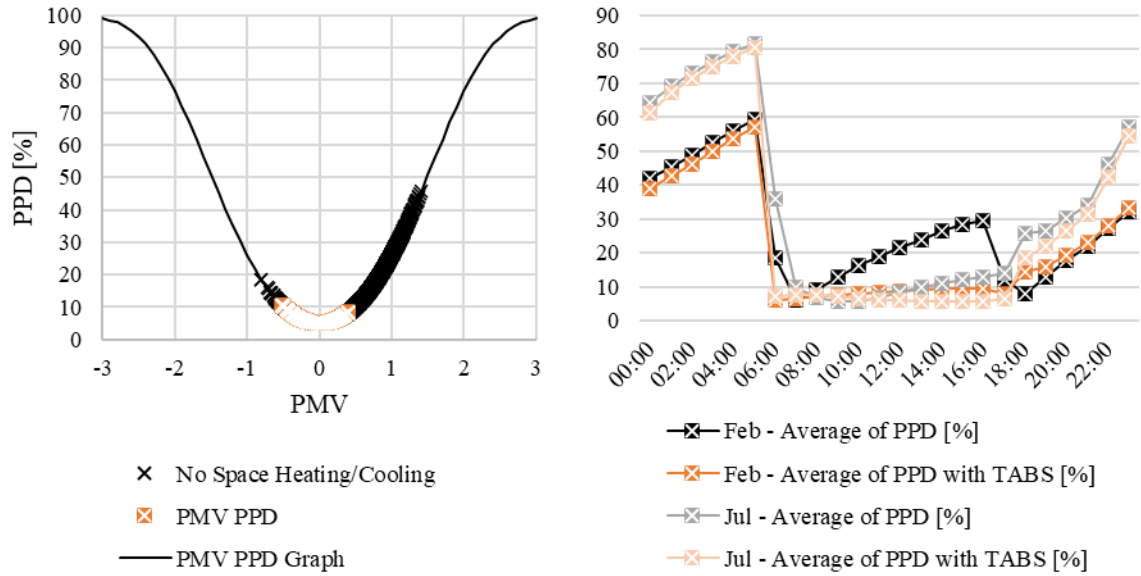 PPD [%]
100
90
80
70
60
50
40
30
20
10
0
-3 -2 -1 0 1 2 3
PMV
No Space Heating/Cooling
PMV PPD
PMV PPD Graph
90
80
70
60
50
40
30
20
10
0
00:00 02:00 04:00 06:00 08:00 10:00 12:00 14:00 16:00 18:00 20:00 22:00
Feb - Average of PPD [%]
Feb - Average of PPD with TABS [%]
Jul - Average of PPD [%]
Jul - Average of PPD with TABS [%]